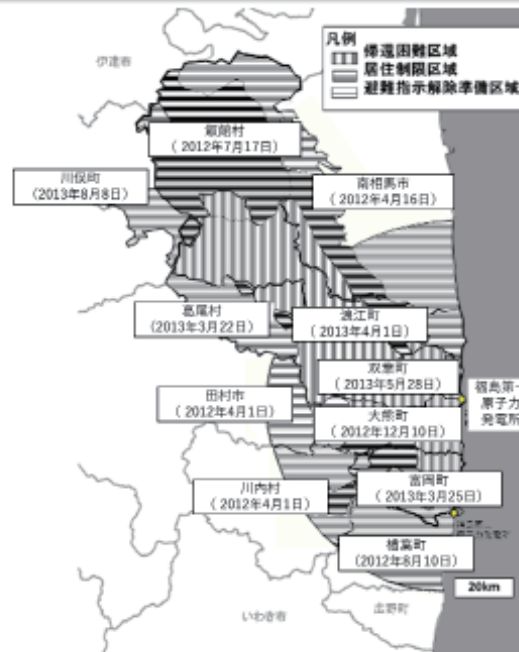 凡例
帰還困難区域
居住制限区域
避難指示解除準備区域
伊達市
飯舘村
（2012年7月17日）
川俣町
（2013年8月8日）
南相馬市
（2012年4月16日）
葛尾村
（2013年3月22日）
浪江町
（2013年4月1日）
双葉町
（2013年5月28日）
福島第一
原子力
発電所
田村市
（2012年4月1日）
大熊町
（2012年12月10日）
川内村
（2012年4月1日）
富岡町
（2013年3月25日）
楢葉町
（2012年8月10日）
20km
いわき市
広野町